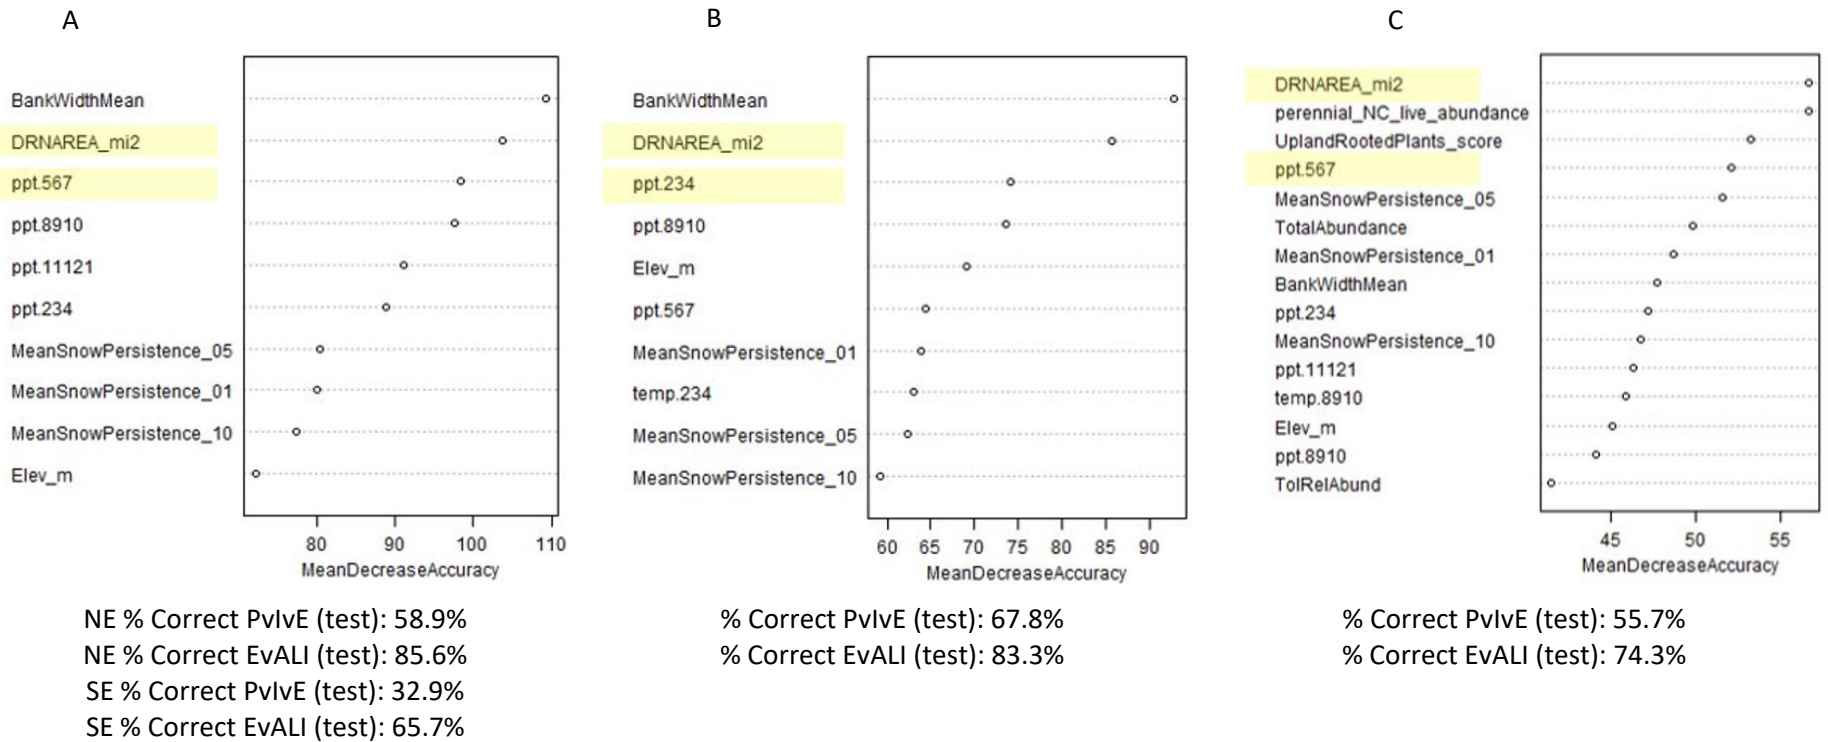 A
BankWidthMean
DRNAREA_mi2
ppt.567
ppt.8910
ppt.11121
ppt.234
MeanSnowPersistence_05
MeanSnowPersistence_01
MeanSnowPersistence_10
Elev_m
80 90 100 110
MeanDecreaseAccuracy
NE % Correct PvIvE (test): 58.9%
NE % Correct EvALI (test): 85.6%
SE % Correct PvIvE (test): 32.9%
SE % Correct EvALI (test): 65.7%
B
BankWidthMean
DRNAREA_mi2
ppt.234
ppt.8910
Elev_m
ppt.567
MeanSnowPersistence_01
temp.234
MeanSnowPersistence_05
MeanSnowPersistence_10
60 65 70 75 80 85 90
MeanDecreaseAccuracy
% Correct PvIvE (test): 67.8%
% Correct EvALI (test): 83.3%
C
DRNAREA_mi2
perennial_NC_live_abundance
UplandRootedPlants_score
ppt.567
MeanSnowPersistence_05
TotalAbundance
MeanSnowPersistence_01
BankWidthMean
ppt.234
MeanSnowPersistence_10
ppt.11121
temp.8910
Elev_m
ppt.8910
TolRelAbund
45 50 55
MeanDecreaseAccuracy
% Correct PvIvE (test): 55.7%
% Correct EvALI (test): 74.3%